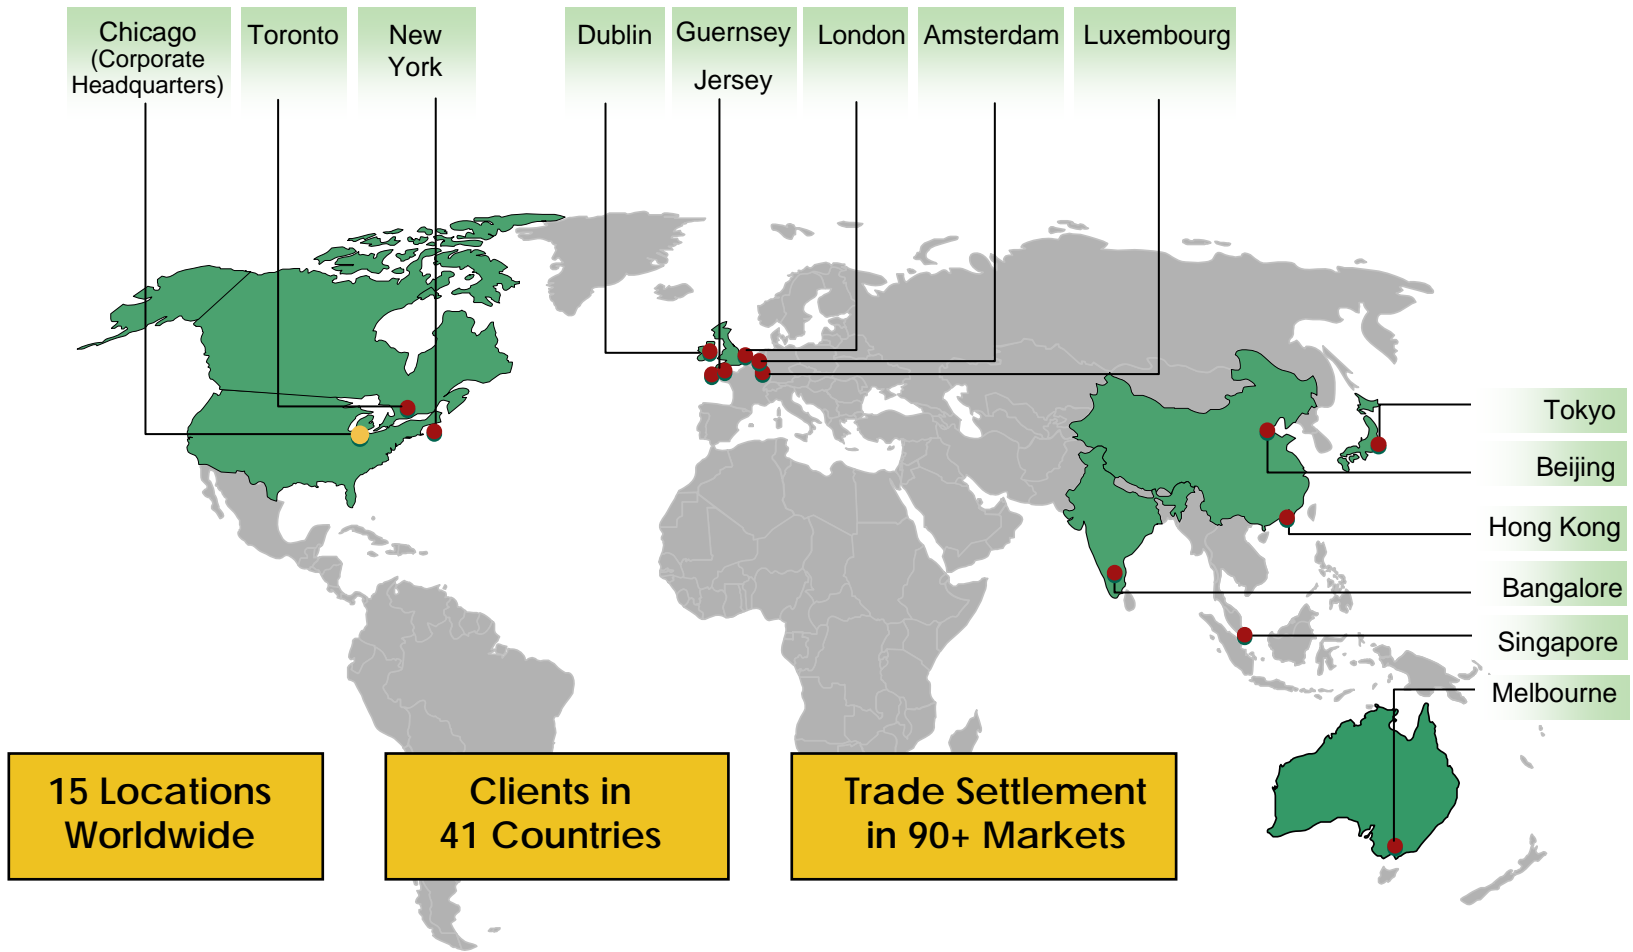 Chicago
(Corporate
Headquarters)
Toronto
New
York
Dublin
Guernsey
Jersey
London
Amsterdam
Luxembourg
Tokyo
Beijing
Hong Kong
Bangalore
Singapore
Melbourne
15 Locations
Worldwide
Clients in
41 Countries
Trade Settlement
in 90+ Markets